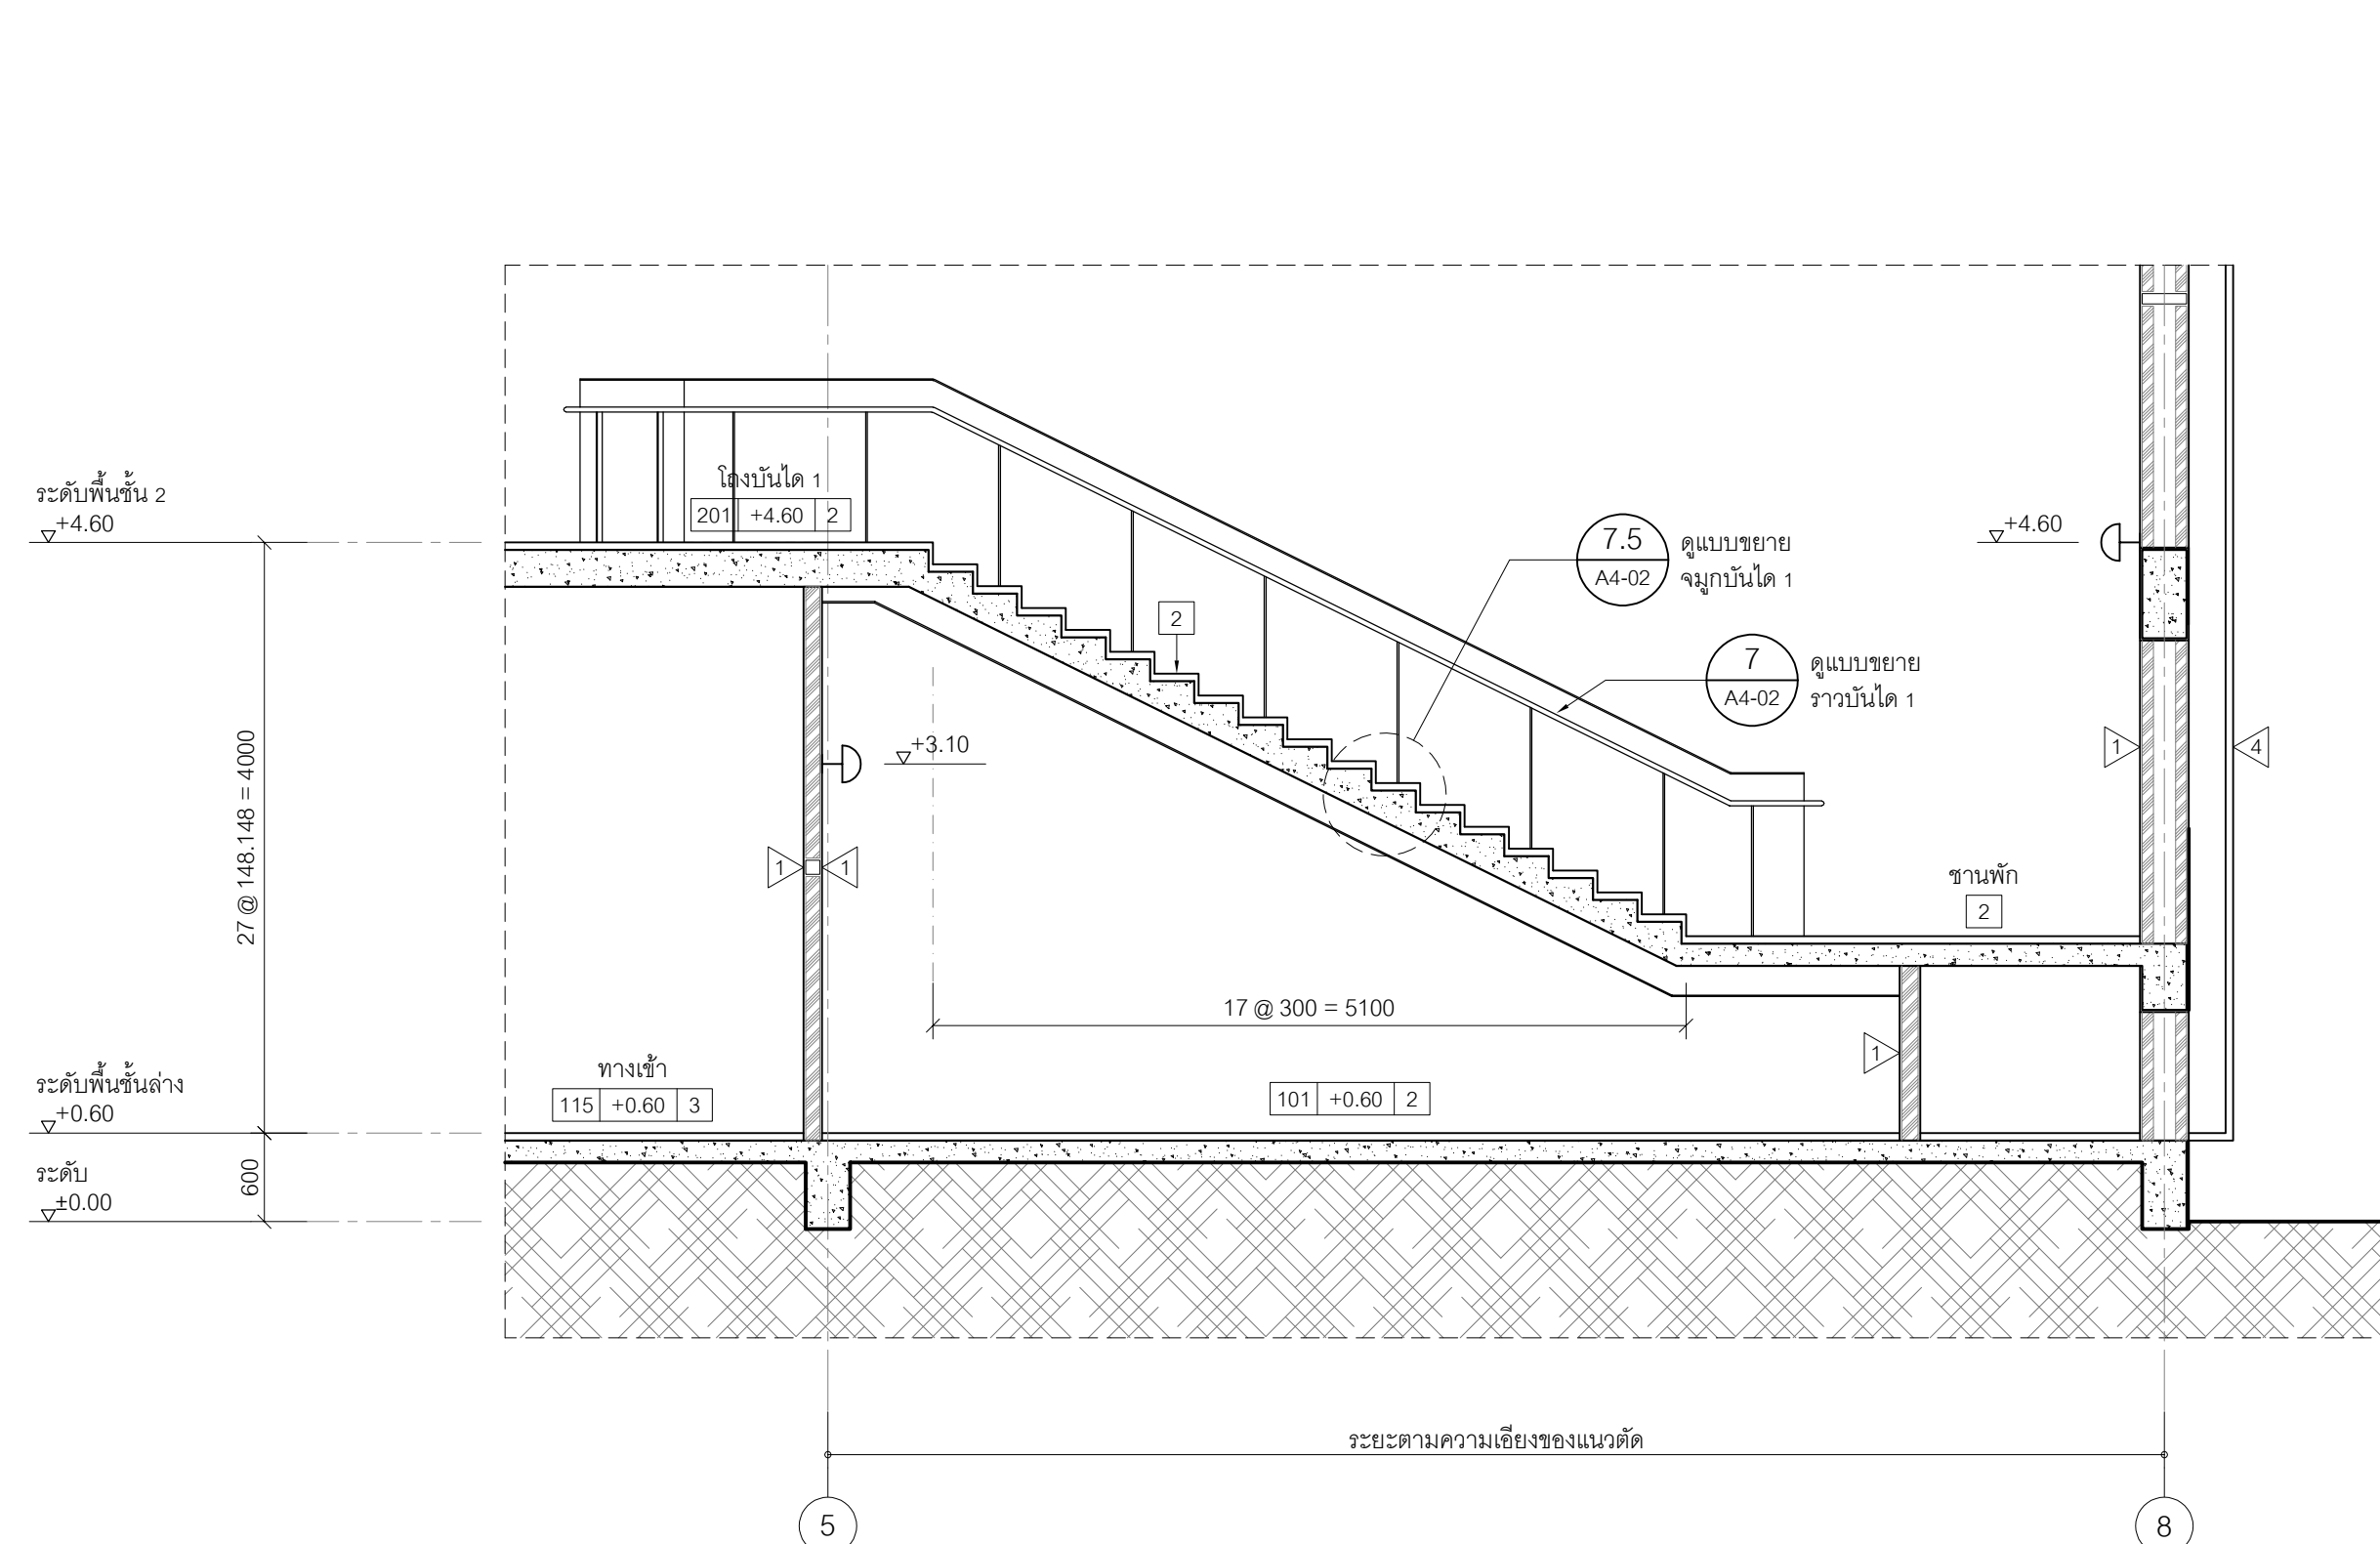 โถงบันได 1
201 +4.60 2
ระดับพื้นชั้น 2
+4.60
7.5
A4-02
ดูแบบขยาย
จมูกบันได 1
+4.60
2
7
A4-02
ดูแบบขยาย
ราวบันได 1
+3.10
1
4
27 @ 148.148 = 4000
1
1
ชานพัก
2
17 @ 300 = 5100
1
ทางเข้า
115 +0.60 3
101 +0.60 2
ระดับพื้นชั้นล่าง
+0.60
600
ระดับ
±0.00
ระยะตามความเอียงของแนวตัด
5
8